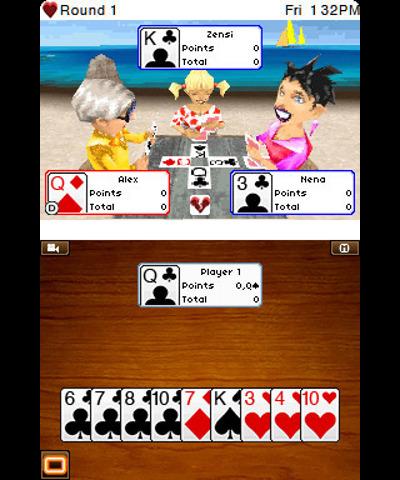 Round 1
Fri 1 32PM
K
Zensi
Points 0
Total 0
Q
Alex
Points 0
Total 0
D
3
Nena
Points 0
Total 0
Q
Player 1
Points 0,Q♠
Total 0
6 7 8 10 7 K 3 4 10